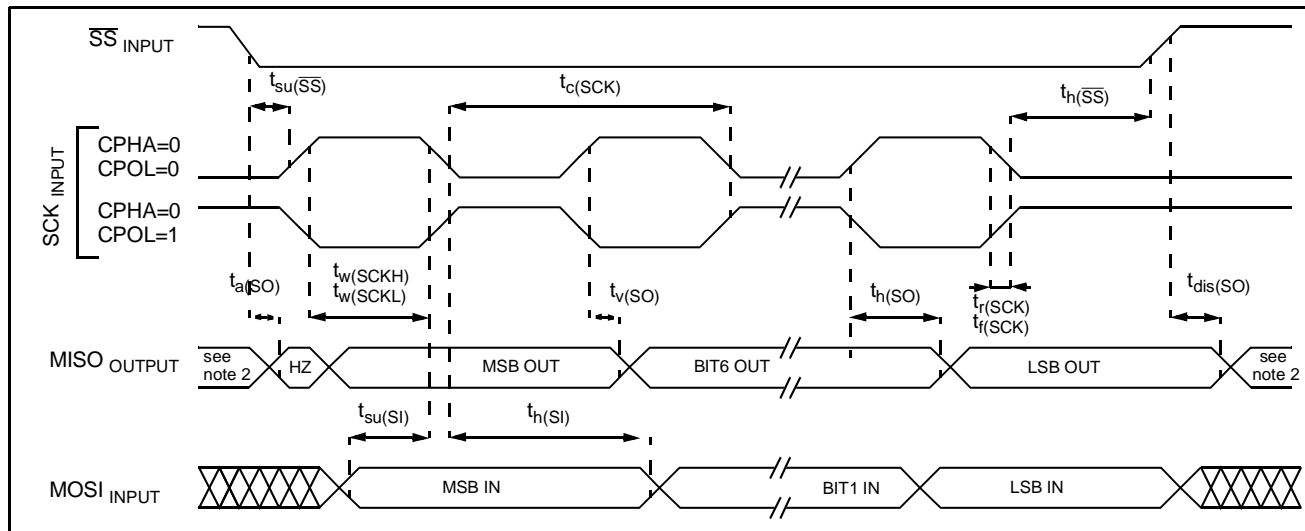 SS INPUT
tsu(SS)
tc(SCK)
th(SS)
SCK INPUT
CPHA=0
CPOL=0
CPHA=0
CPOL=1
ta(SO)
tw(SCKH)
tw(SCKL)
tv(SO)
th(SO)
tr(SCK)
tf(SCK)
tdis(SO)
MISO OUTPUT
see
note 2
HZ
MSB OUT
BIT6 OUT
LSB OUT
see
note 2
tsu(SI)
th(SI)
MOSI INPUT
MSB IN
BIT1 IN
LSB IN